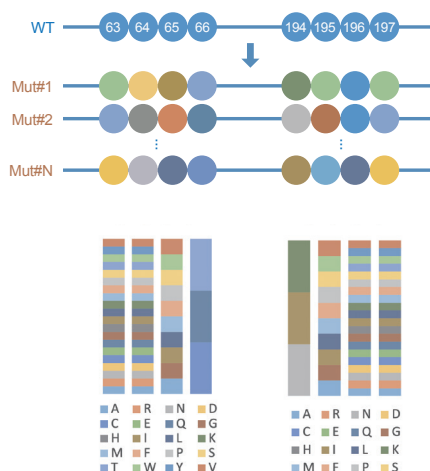 WT 63 64 65 66 194 195 196 197
Mut#1
Mut#2
Mut#N
A R N D
C E Q G
H I L K
M F P S
T W Y V
A R N D
C E Q G
H I L K
M F P S